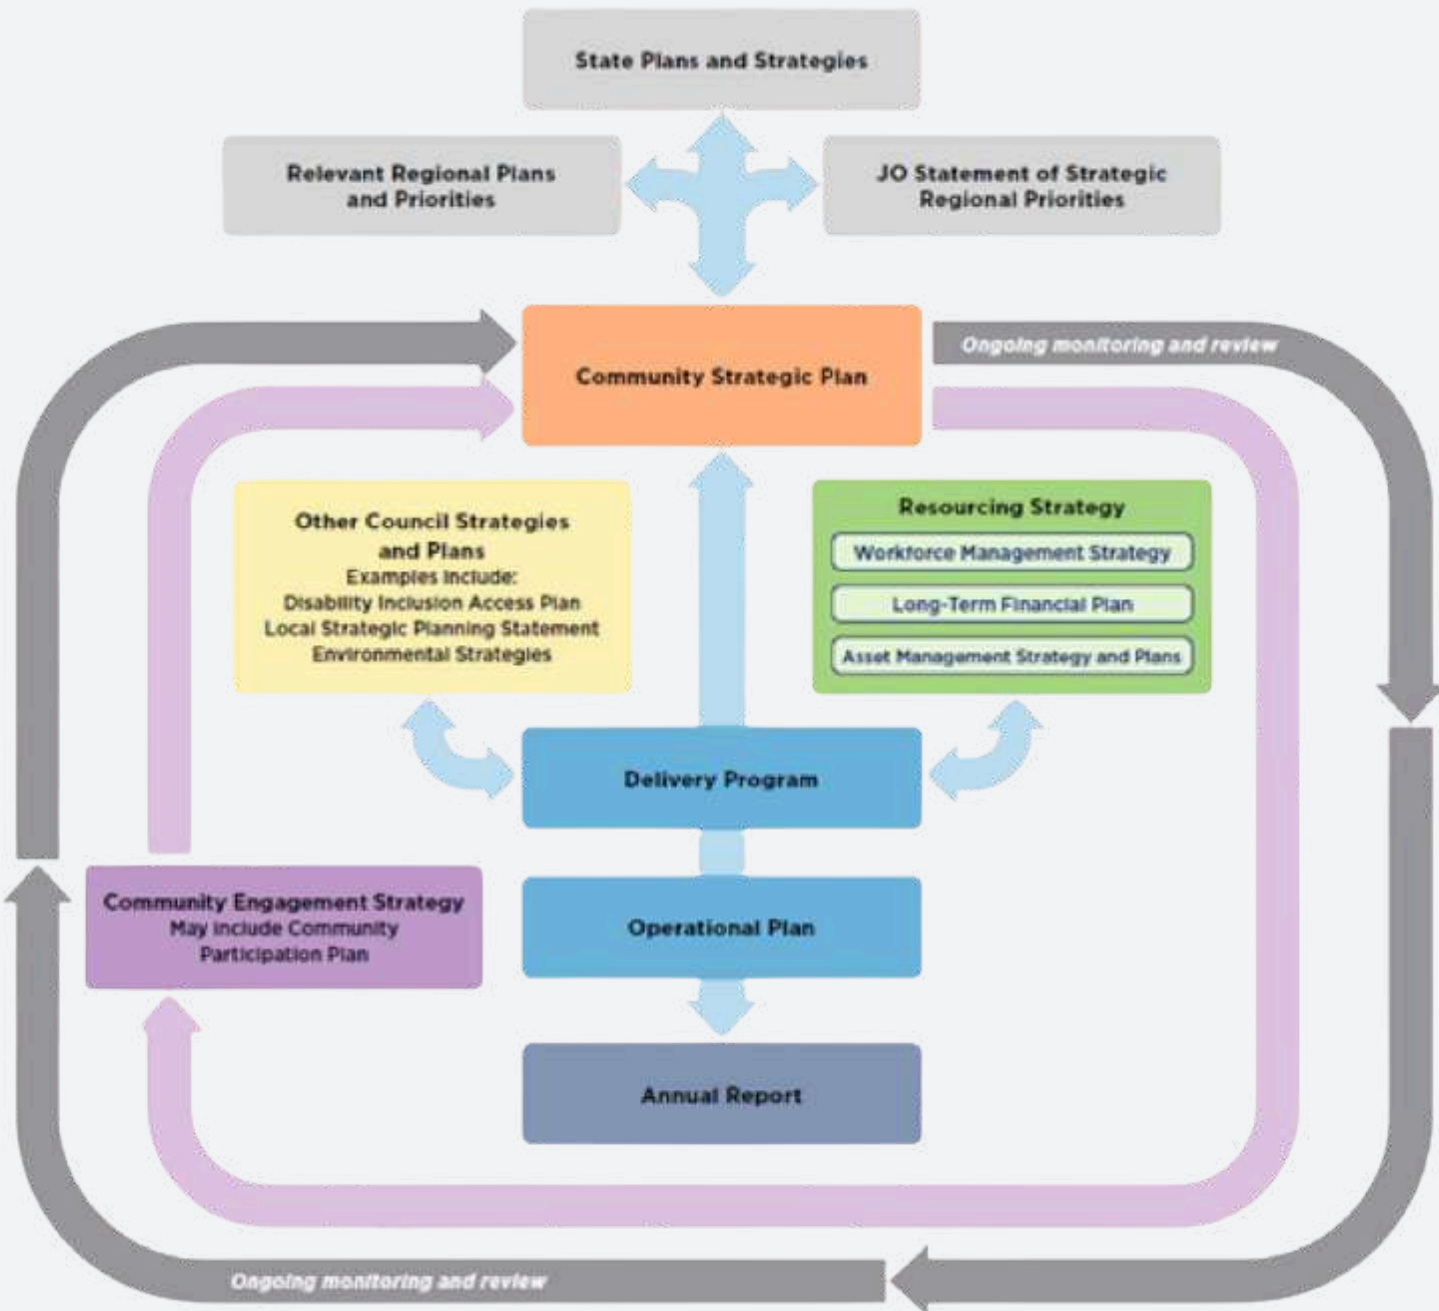 State Plans and Strategies
Relevant Regional Plans
and Priorities
JO Statement of Strategic
Regional Priorities
Community Strategic Plan
Ongoing monitoring and review
Other Council Strategies
and Plans
Examples Include:
Disability Inclusion Access Plan
Local Strategic Planning Statement
Environmental Strategies
Resourcing Strategy
Workforce Management Strategy
Long-Term Financial Plan
Asset Management Strategy and Plans
Delivery Program
Community Engagement Strategy
May Include Community
Participation Plan
Operational Plan
Annual Report
Ongoing monitoring and review